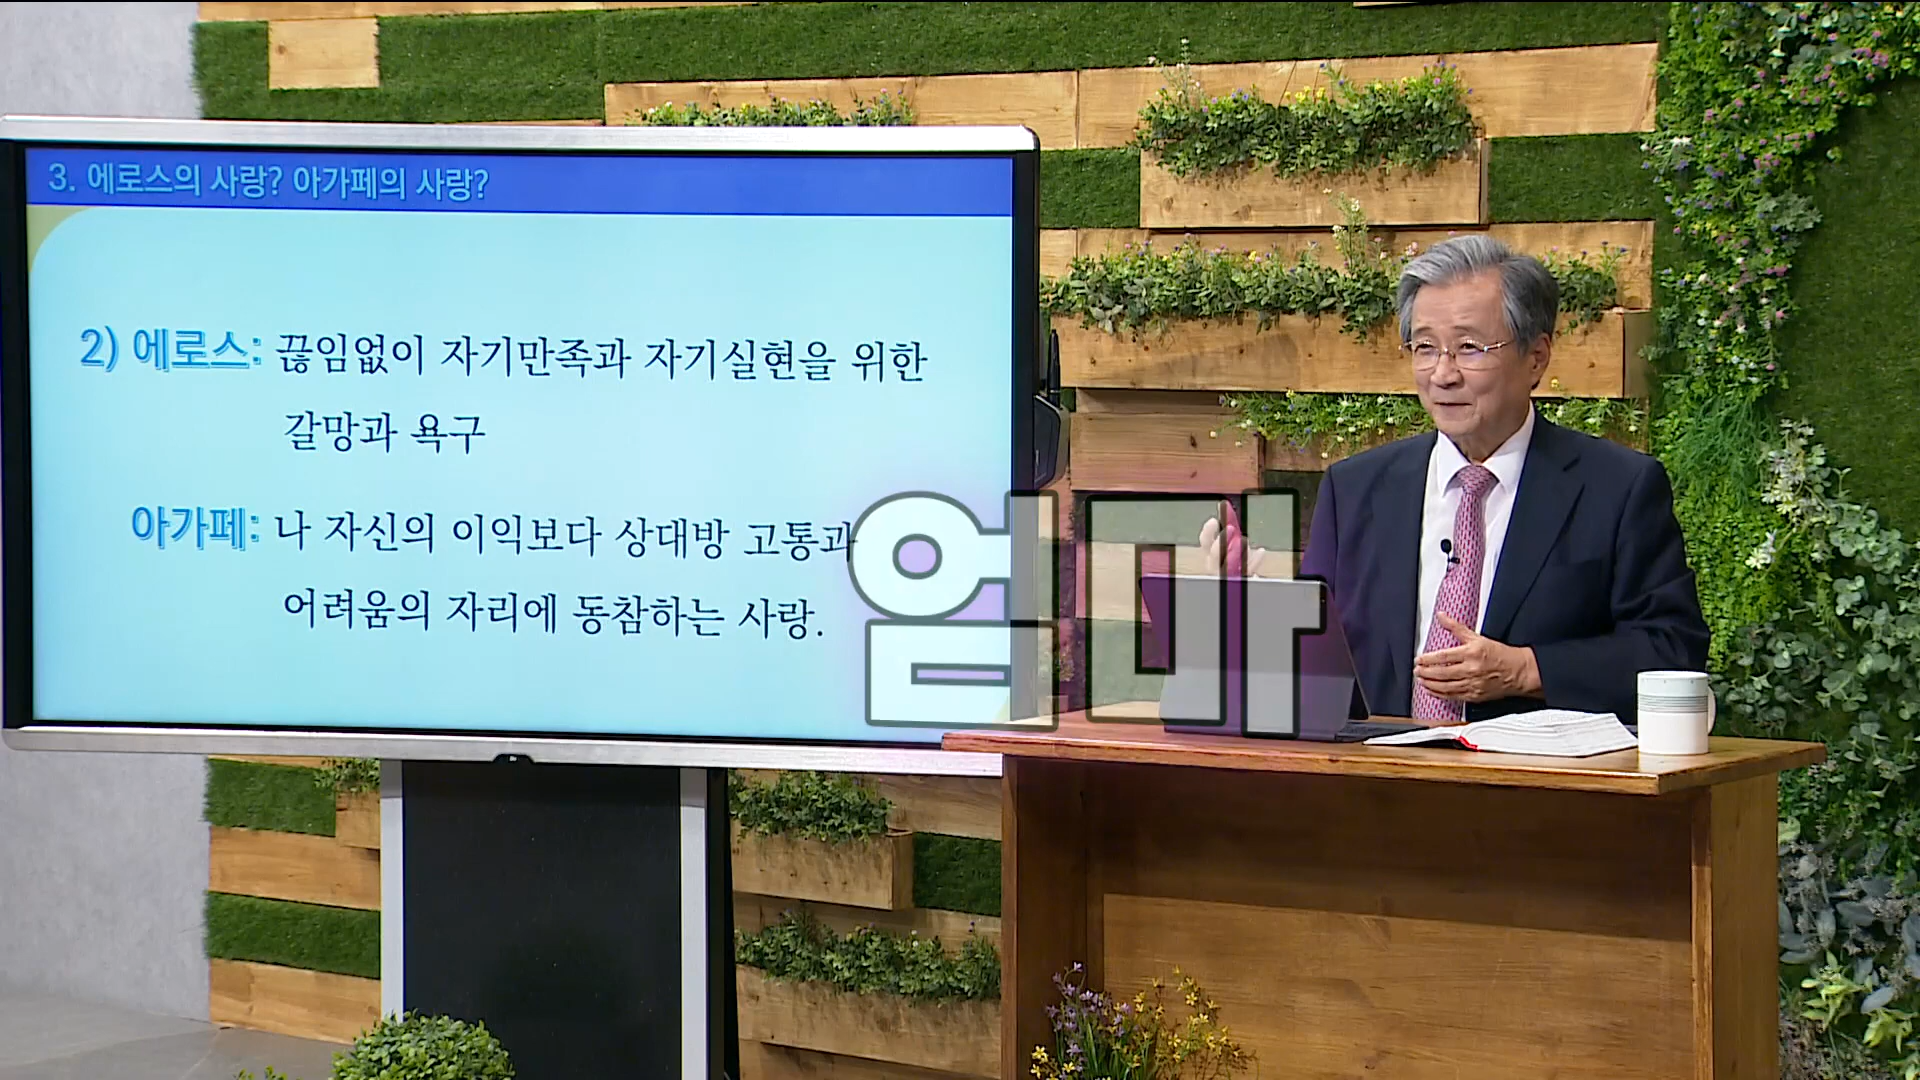 3. 에로스의 사랑? 아가페의 사랑?
2) 에로스: 끊임없이 자기만족과 자기실현을 위한
갈망과 욕구
아가페: 나 자신의 이익보다 상대방 고통과
어려움의 자리에 동참하는 사랑.
엄마